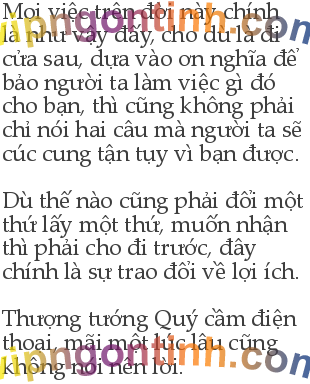 Mọi việc trên đời này chính
là như vậy đấy, cho dù là đi
cửa sau, dựa vào ơn nghĩa để
bảo người ta làm việc gì đó
cho bạn, thì cũng không phải
chỉ nói hai câu mà người ta sẽ
cúc cung tận tụy vì bạn được.

Dù thế nào cũng phải đổi một
thứ lấy một thứ, muốn nhận
thì phải cho đi trước, đây
chính là sự trao đổi về lợi ích.

Thượng tướng Quý cầm điện
thoại, mãi một lúc lâu cũng
không nói nên lời.
vipngontinh.com
vipngontinh.com